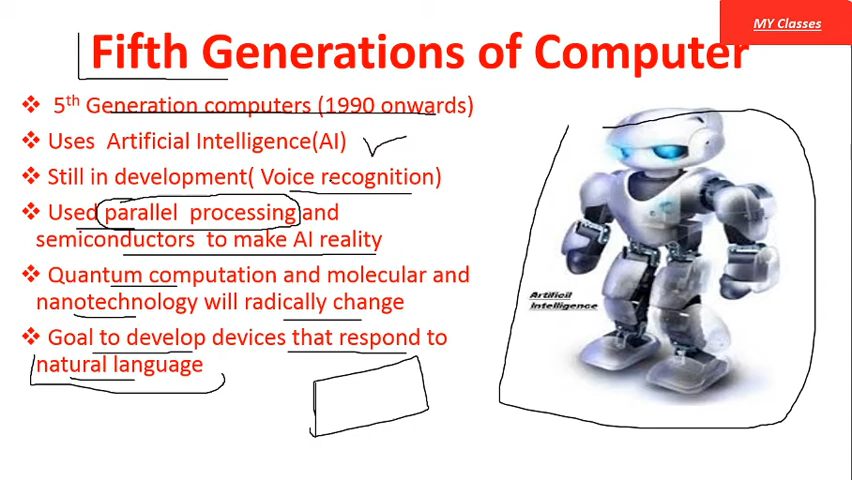 MY Classes
Fifth Generations of Computer
❖ 5th Generation computers (1990 onwards)
❖ Uses Artificial Intelligence(AI)
❖ Still in development( Voice recognition)
❖ Used parallel processing and
semiconductors to make AI reality
❖ Quantum computation and molecular and
nanotechnology will radically change
❖ Goal to develop devices that respond to
natural language
Artificil
Intelligence